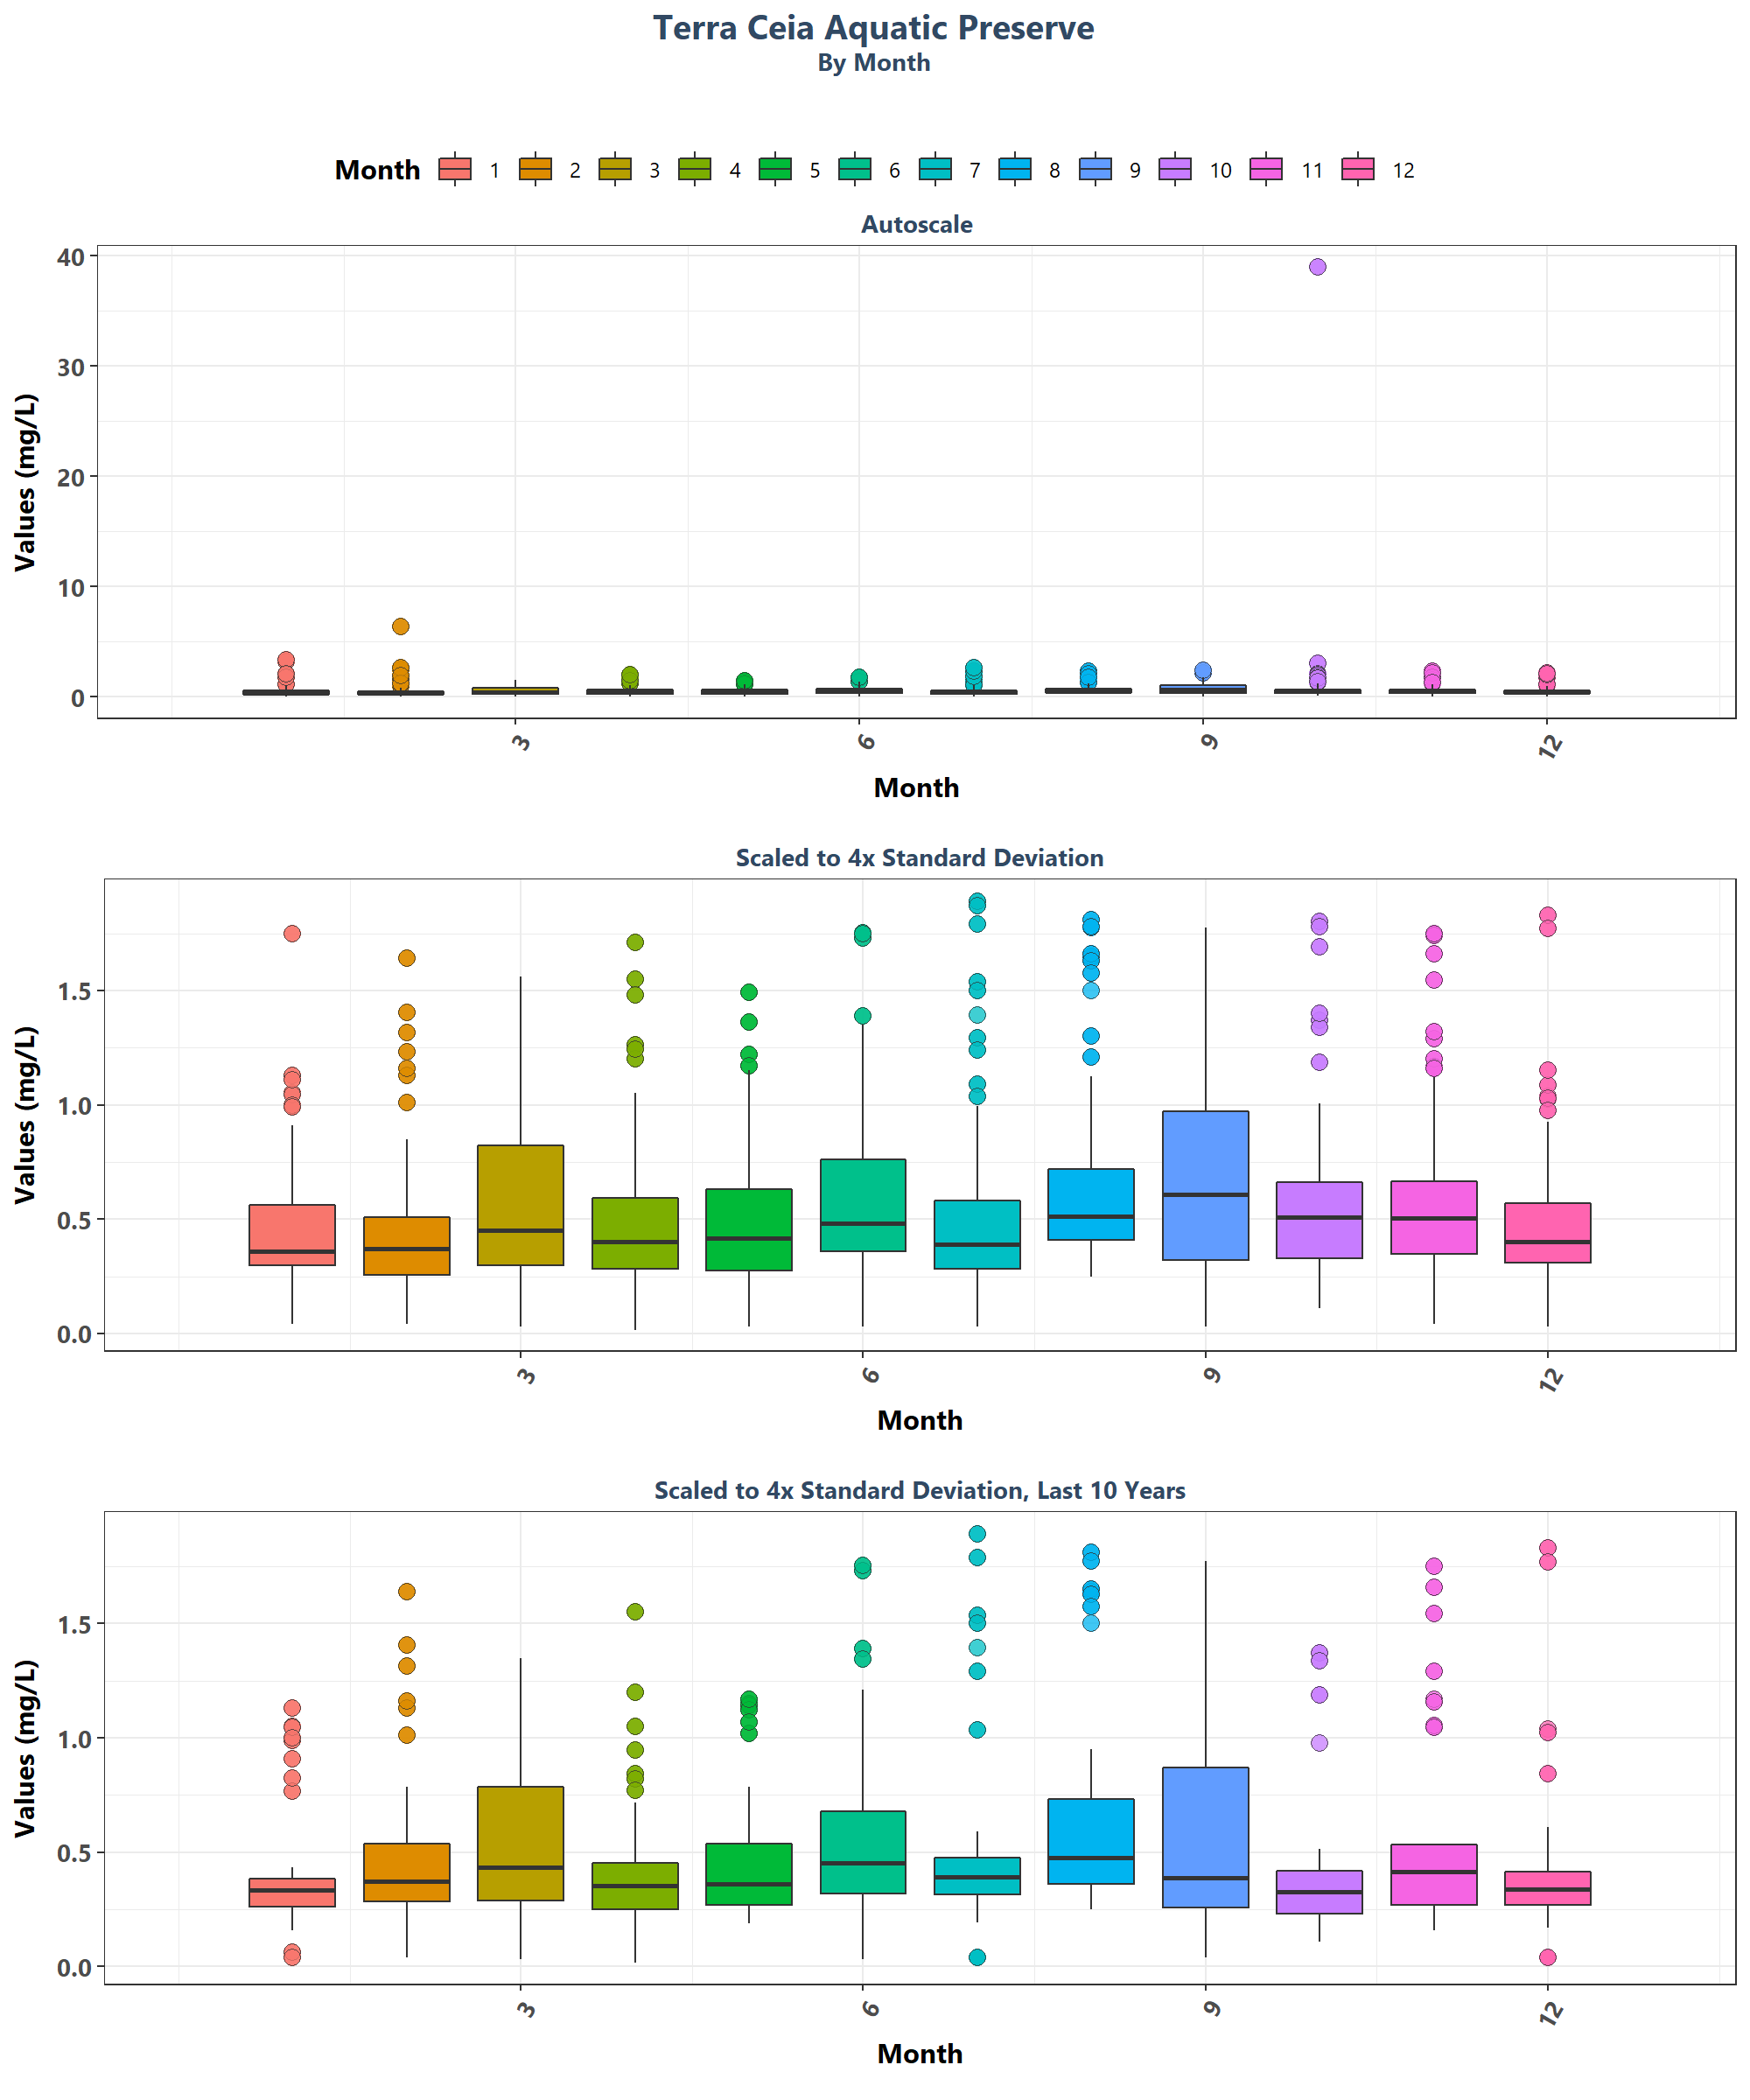 Terra Ceia Aquatic Preserve
By Month
Month 1 2 3 4 5 6 7 8 9 10 11 12
Autoscale
Values (mg/L)
40
30
20
10
0
3 6 9 12
Month
Scaled to 4x Standard Deviation
Values (mg/L)
1.5
1.0
0.5
0.0
3 6 9 12
Month
Scaled to 4x Standard Deviation, Last 10 Years
Values (mg/L)
1.5
1.0
0.5
0.0
3 6 9 12
Month